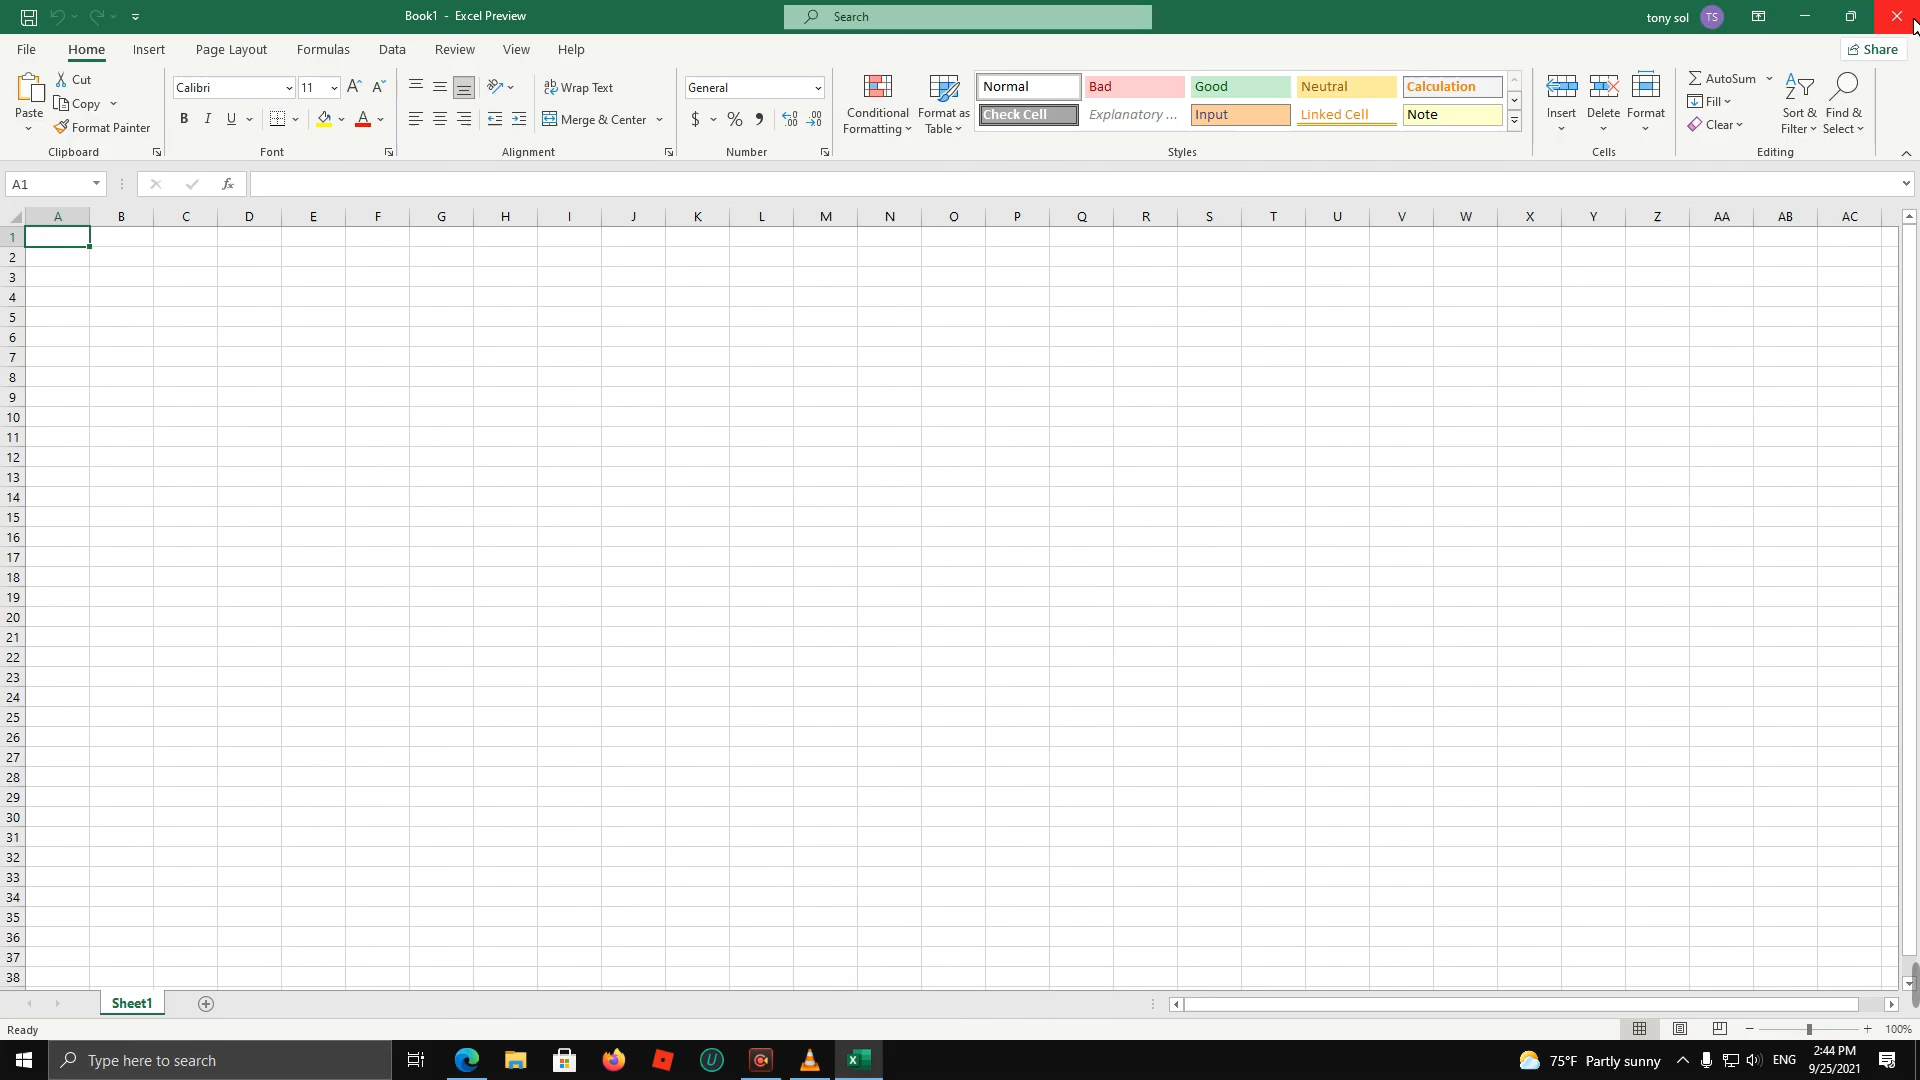 Book1 - Excel Preview
Search
tony sol TS
File Home Insert Page Layout Formulas Data Review View Help Share
Paste
Cut
Copy
Format Painter
Clipboard
Calibri 11
B I U A
Font
Wrap Text
Merge & Center
Alignment
General
$ % ,
Number
Conditional Formatting
Format as Table
Normal Bad Good Neutral Calculation
Check Cell Explanatory ... Input Linked Cell Note
Styles
Insert Delete Format
Cells
AutoSum
Fill
Clear
Sort & Filter
Find & Select
Editing
A1 fx
A B C D E F G H I J K L M N O P Q R S T U V W X Y Z AA AB AC
1
2
3
4
5
6
7
8
9
10
11
12
13
14
15
16
17
18
19
20
21
22
23
24
25
26
27
28
29
30
31
32
33
34
35
36
37
38
Sheet1
Ready 100%
Type here to search
75°F Partly sunny ENG
2:44 PM
9/25/2021